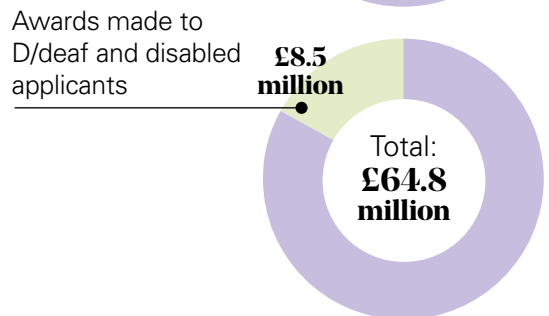 Awards made to
D/deaf and disabled
applicants
£8.5
million
Total:
£64.8
million